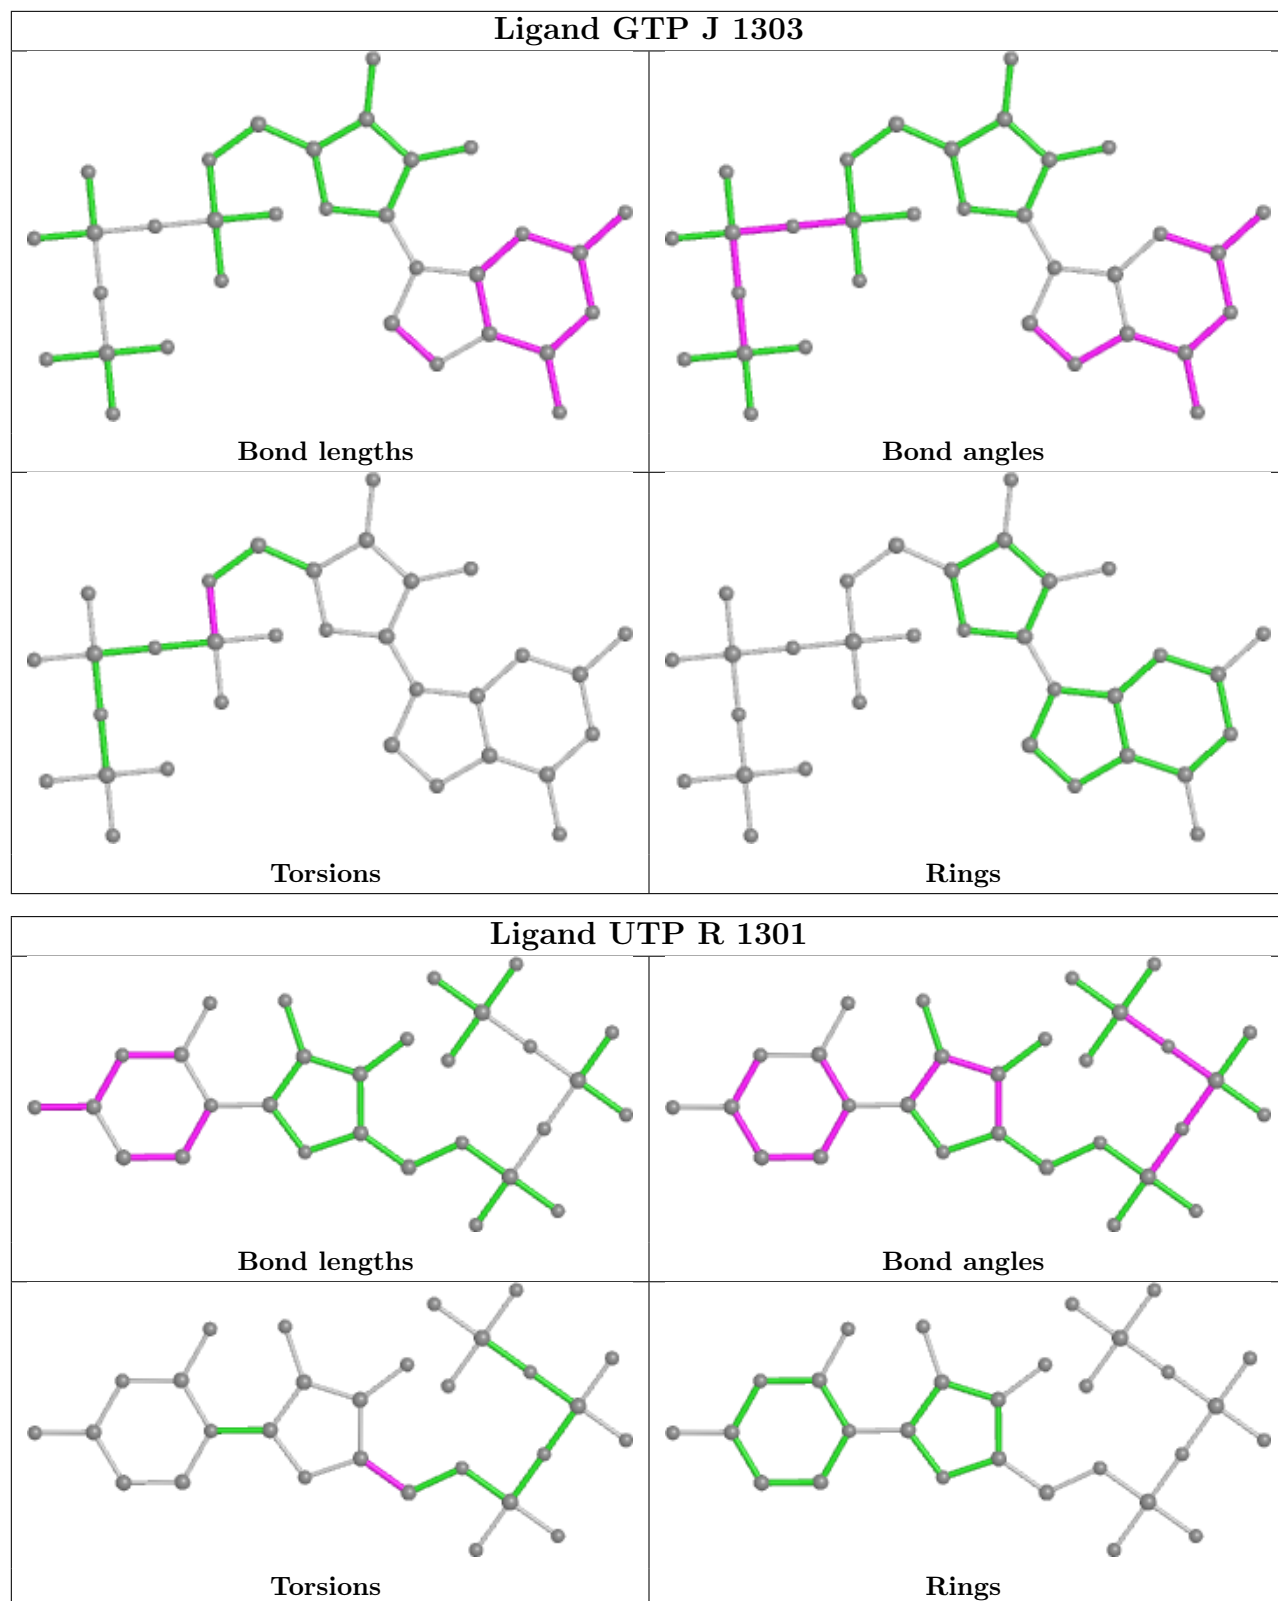 Ligand GTP J 1303
Bond lengths
Bond angles
Torsions
Rings
Ligand UTP R 1301
Bond lengths
Bond angles
Torsions
Rings